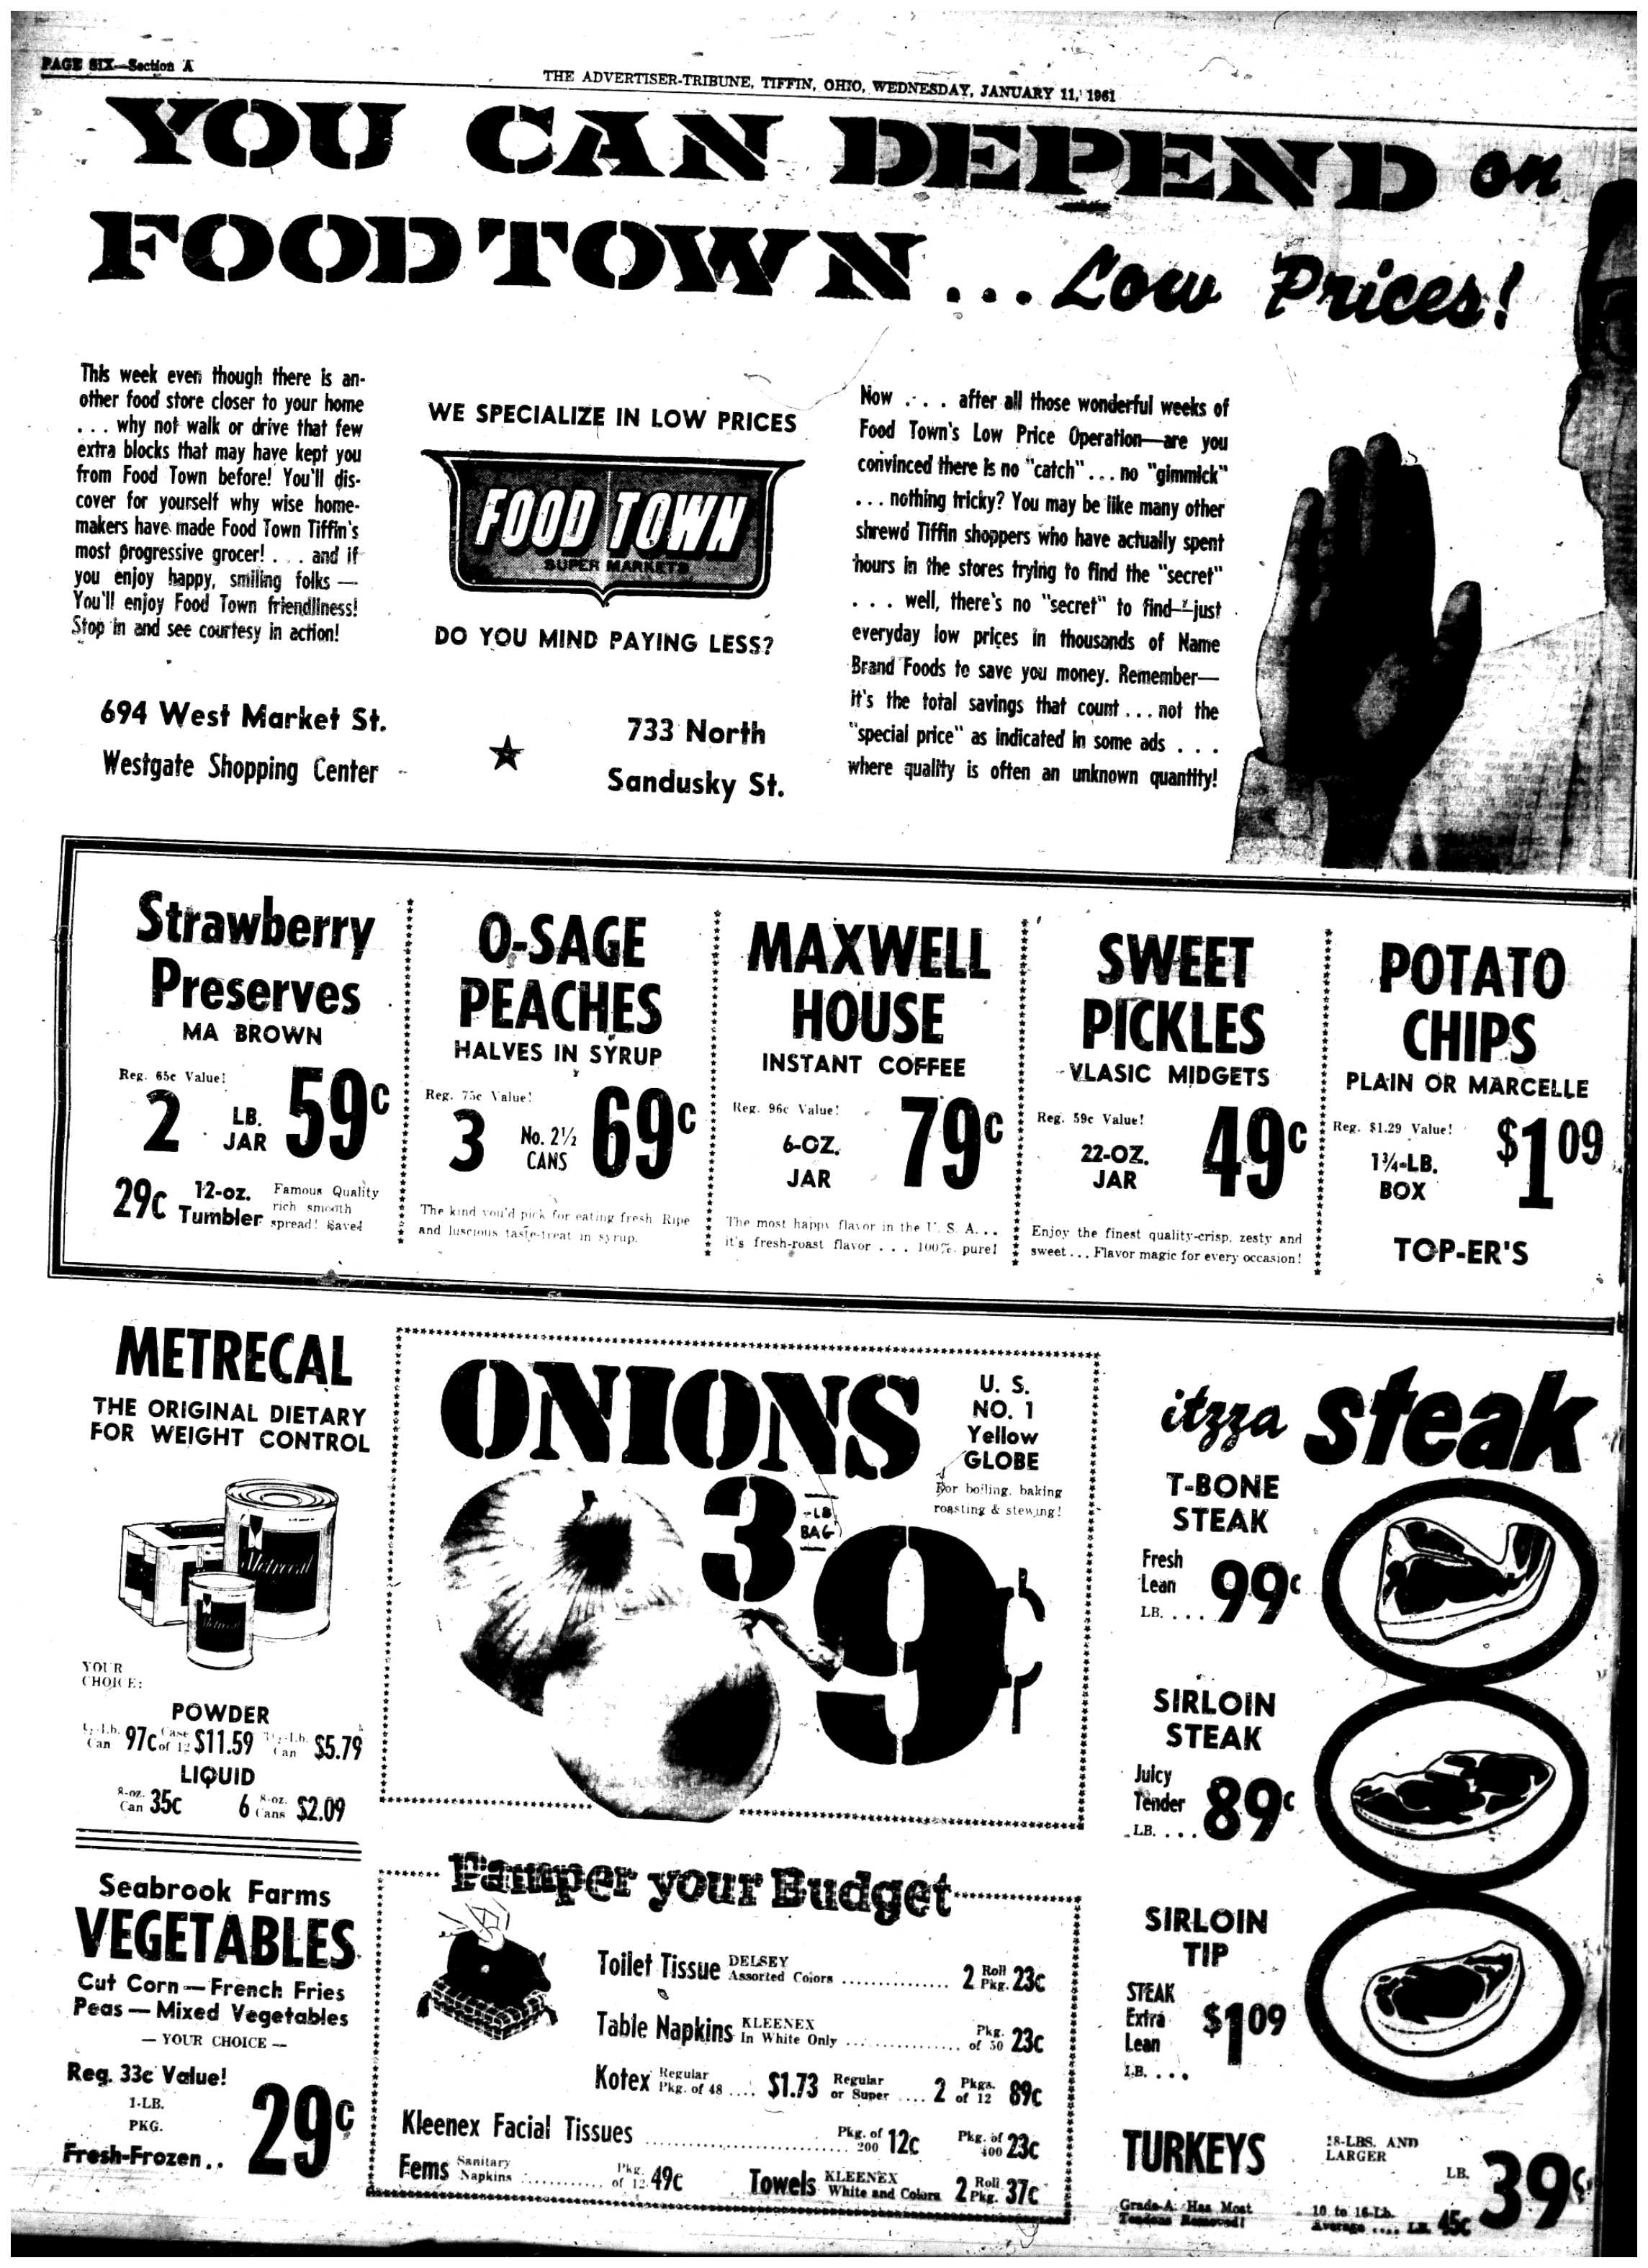 PAGE SIX—Section A
THE ADVERTISER-TRIBUNE, TIFFIN, OHIO, WEDNESDAY, JANUARY 11, 1961
YOU CAN DEPEND on
FOOD TOWN... Low Prices!
This week even though there is an-
other food store closer to your home
. . . why not walk or drive that few
extra blocks that may have kept you
from Food Town before! You'll dis-
cover for yourself why wise home-
makers have made Food Town Tiffin's
most progressive grocer! . . . and if
you enjoy happy, smiling folks —
You'll enjoy Food Town friendliness!
Stop in and see courtesy in action!
694 West Market St.
Westgate Shopping Center
WE SPECIALIZE IN LOW PRICES
FOOD TOWN
SUPER MARKETS
DO YOU MIND PAYING LESS?
733 North
Sandusky St.
Now . . . after all those wonderful weeks of
Food Town's Low Price Operation—are you
convinced there is no "catch" ... no "gimmick"
... nothing tricky? You may be like many other
shrewd Tiffin shoppers who have actually spent
hours in the stores trying to find the "secret"
. . . well, there's no "secret" to find—just
everyday low prices in thousands of Name
Brand Foods to save you money. Remember—
it's the total savings that count ... not the
"special price" as indicated in some ads . . .
where quality is often an unknown quantity!
Strawberry
Preserves
MA BROWN
Reg. 65c Value!
2 LB. JAR 59c
29c 12-oz. Tumbler
Famous Quality
rich smooth
spread! Saved
O-SAGE
PEACHES
HALVES IN SYRUP
Reg. 75c Value!
3 No. 2½ CANS 69c
The kind you'd pick for eating fresh. Ripe
and luscious taste-treat in syrup.
MAXWELL
HOUSE
INSTANT COFFEE
Reg. 96c Value!
6-OZ. JAR 79c
The most happy flavor in the U. S. A...
it's fresh-roast flavor . . . 100% pure!
SWEET
PICKLES
VLASIC MIDGETS
Reg. 59c Value!
22-OZ. JAR 49c
Enjoy the finest quality-crisp, zesty and
sweet ... Flavor magic for every occasion!
POTATO
CHIPS
PLAIN OR MARCELLE
Reg. $1.29 Value!
1¾-LB. BOX $1 09
TOP-ER'S
METRECAL
THE ORIGINAL DIETARY
FOR WEIGHT CONTROL
Metrecal
Metrecal
YOUR
CHOICE:
POWDER
½-Lb. Can 97c Case of 12 $11.59 3½-Lb. Can $5.79
LIQUID
8-oz. Can 35c 6 8-oz. Cans $2.09
ONIONS
U. S.
NO. 1
Yellow
GLOBE
For boiling, baking
roasting & stewing!
3 -LB BAG
9¢
itzza steak
T-BONE
STEAK
Fresh
Lean
LB. . . . . 99c
SIRLOIN
STEAK
Juicy
Tender
LB. . . . . 89c
SIRLOIN
TIP
STEAK
Extra
Lean
LB. . . . $1 09
Seabrook Farms
VEGETABLES
Cut Corn — French Fries
Peas — Mixed Vegetables
— YOUR CHOICE —
Reg. 33c Value!
1-LB.
PKG.
Fresh-Frozen . . 29c
Pamper your Budget
Toilet Tissue DELSEY Assorted Colors ............... 2 Roll Pkg. 23c
Table Napkins KLEENEX In White Only ................ Pkg. of 50 23c
Kotex Regular Pkg. of 48 .... $1.73 Regular or Super .... 2 Pkgs. of 12 89c
Kleenex Facial Tissues ........................... Pkg. of 200 12c Pkg. of 400 23c
Fems Sanitary Napkins ............. Pkg. of 12 49c Towels KLEENEX White and Colors 2 Roll Pkg. 37c
TURKEYS
Grade-A: Has Most
Tendons Removed!
18-LBS. AND
LARGER
LB. 39c
10 to 16-Lb.
Average .... LB. 45c